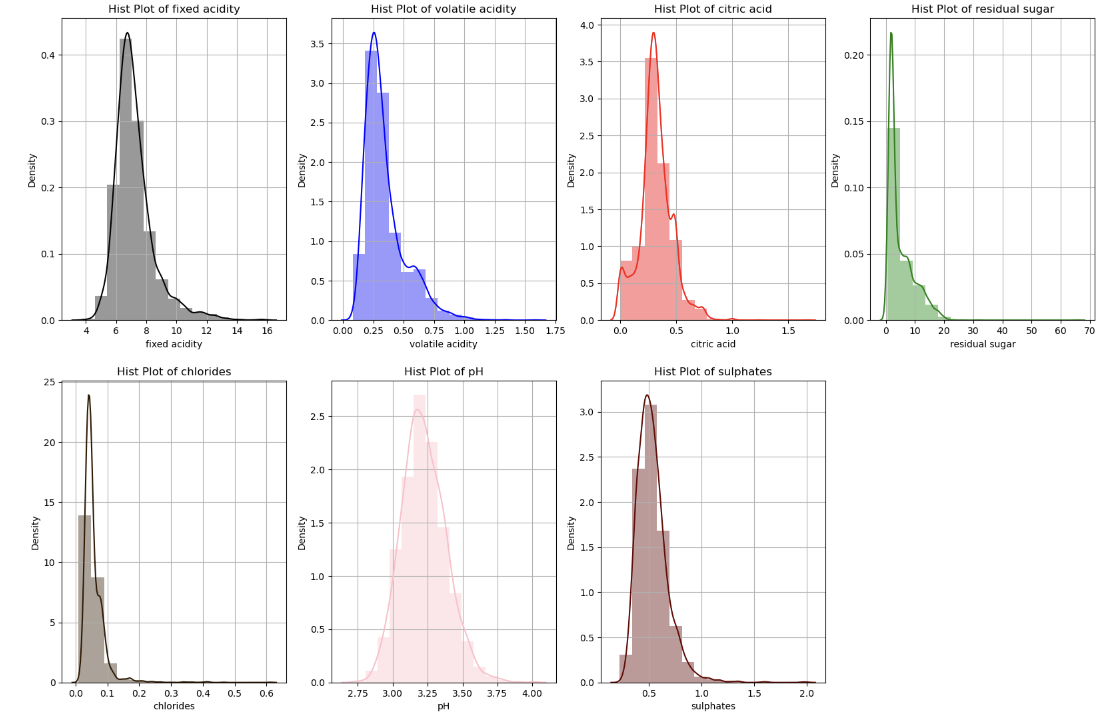 Hist Plot of fixed acidity
Density
0.4
0.3
0.2
0.1
0.0
4 6 8 10 12 14 16
fixed acidity
Hist Plot of volatile acidity
Density
3.5
3.0
2.5
2.0
1.5
1.0
0.5
0.0
0.00 0.25 0.50 0.75 1.00 1.25 1.50 1.75
volatile acidity
Hist Plot of citric acid
Density
4.0
3.5
3.0
2.5
2.0
1.5
1.0
0.5
0.0
0.0 0.5 1.0 1.5
citric acid
Hist Plot of residual sugar
Density
0.20
0.15
0.10
0.05
0.00
0 10 20 30 40 50 60 70
residual sugar
Hist Plot of chlorides
Density
25
20
15
10
5
0
0.0 0.1 0.2 0.3 0.4 0.5 0.6
chlorides
Hist Plot of pH
Density
2.5
2.0
1.5
1.0
0.5
0.0
2.75 3.00 3.25 3.50 3.75 4.00
pH
Hist Plot of sulphates
Density
3.0
2.5
2.0
1.5
1.0
0.5
0.0
0.5 1.0 1.5 2.0
sulphates